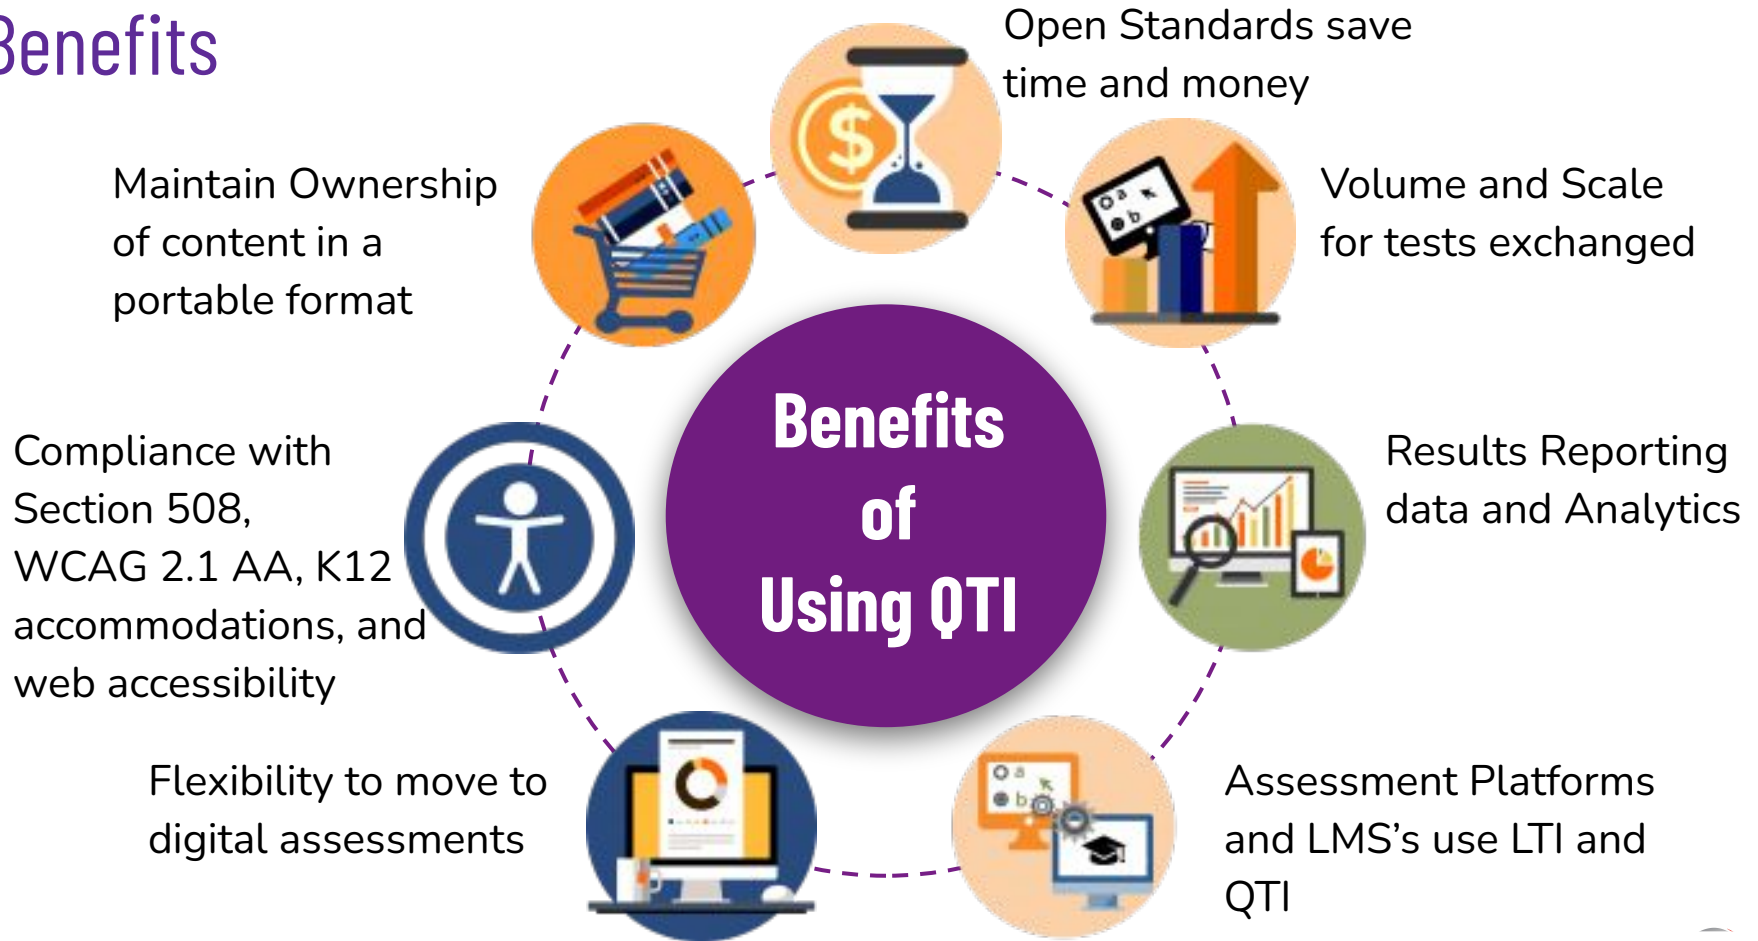 Benefits
Open Standards save
time and money
Volume and Scale
for tests exchanged
Results Reporting
data and Analytics
Assessment Platforms
and LMS’s use LTI and
QTI
Flexibility to move to
digital assessments
Compliance with
Section 508,
WCAG 2.1 AA, K12
accommodations, and
web accessibility
Maintain Ownership
of content in a
portable format
Benefits
of
Using QTI
$
a
b
a
b